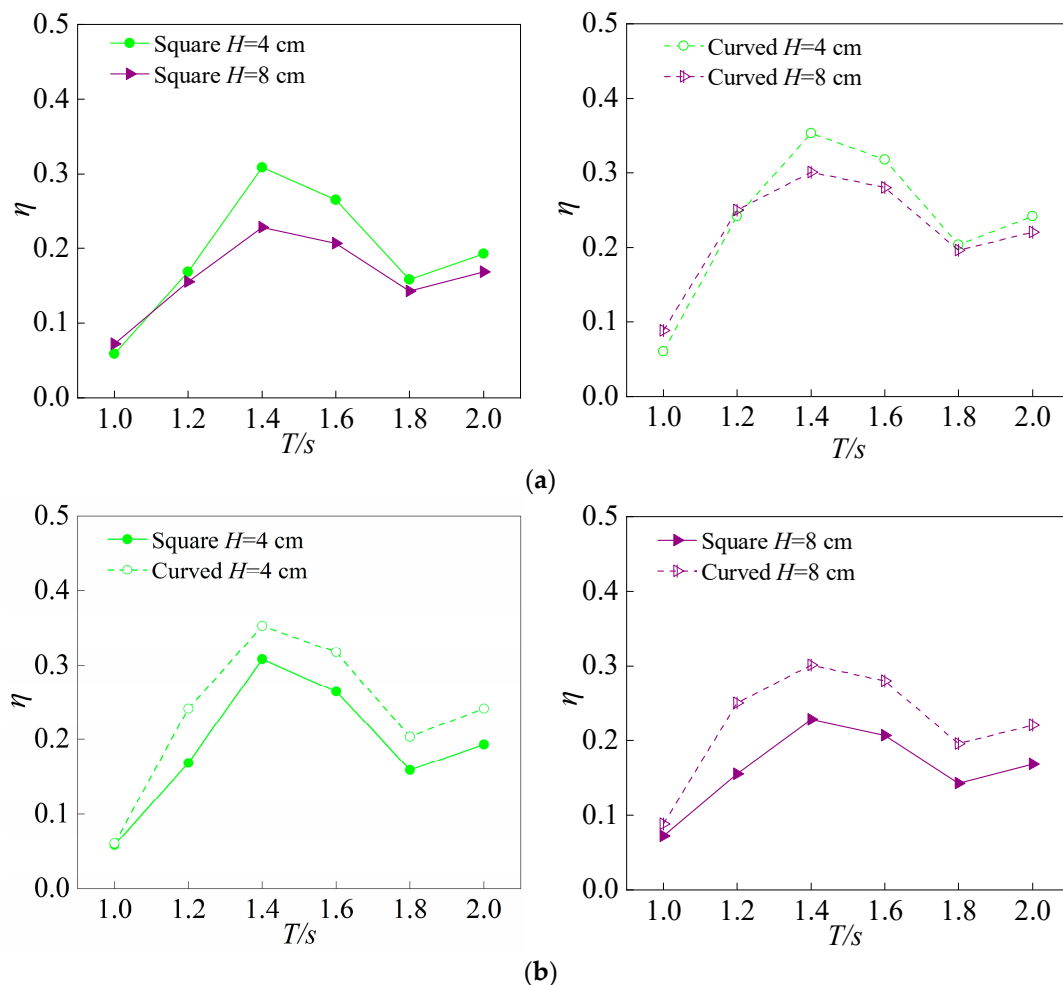 0.5
0.4
0.3
0.2
0.1
0.0
η
Square H=4 cm
Square H=8 cm
1.0 1.2 1.4 1.6 1.8 2.0
T/s
0.5
0.4
0.3
0.2
0.1
0.0
η
Curved H=4 cm
Curved H=8 cm
1.0 1.2 1.4 1.6 1.8 2.0
T/s
(a)
0.5
0.4
0.3
0.2
0.1
0.0
η
Square H=4 cm
Curved H=4 cm
1.0 1.2 1.4 1.6 1.8 2.0
T/s
0.5
0.4
0.3
0.2
0.1
0.0
η
Square H=8 cm
Curved H=8 cm
1.0 1.2 1.4 1.6 1.8 2.0
T/s
(b)